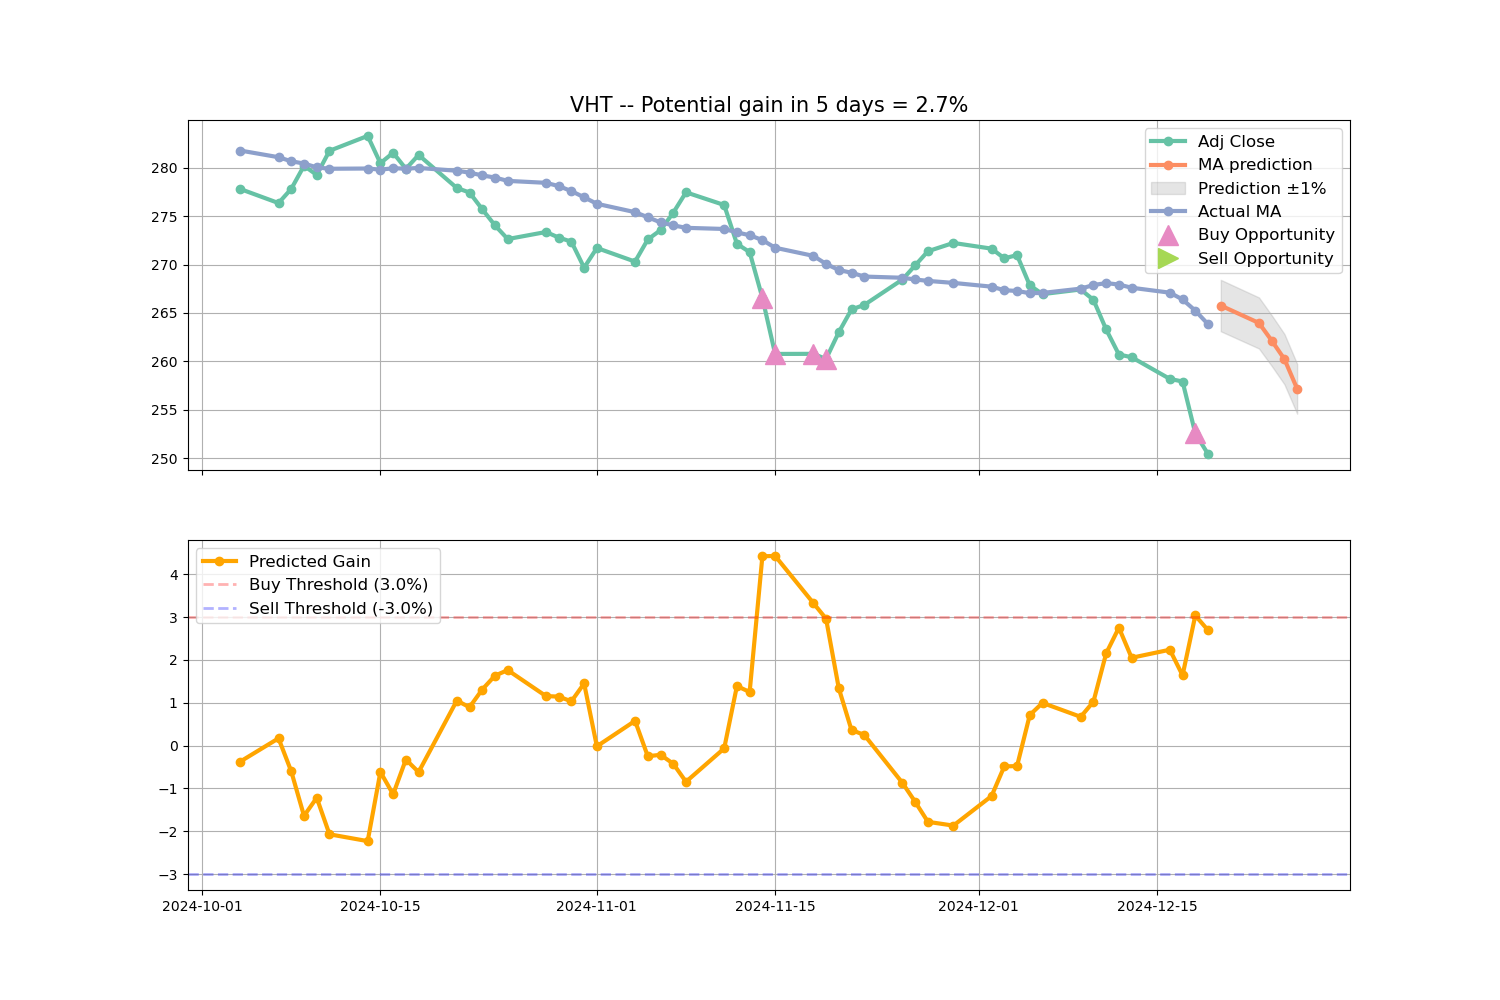 VHT -- Potential gain in 5 days = 2.7%
280
275
270
265
260
255
250
Adj Close
MA prediction
Prediction ±1%
Actual MA
Buy Opportunity
Sell Opportunity
4
3
2
1
0
−1
−2
−3
Predicted Gain
Buy Threshold (3.0%)
Sell Threshold (-3.0%)
2024-10-01
2024-10-15
2024-11-01
2024-11-15
2024-12-01
2024-12-15